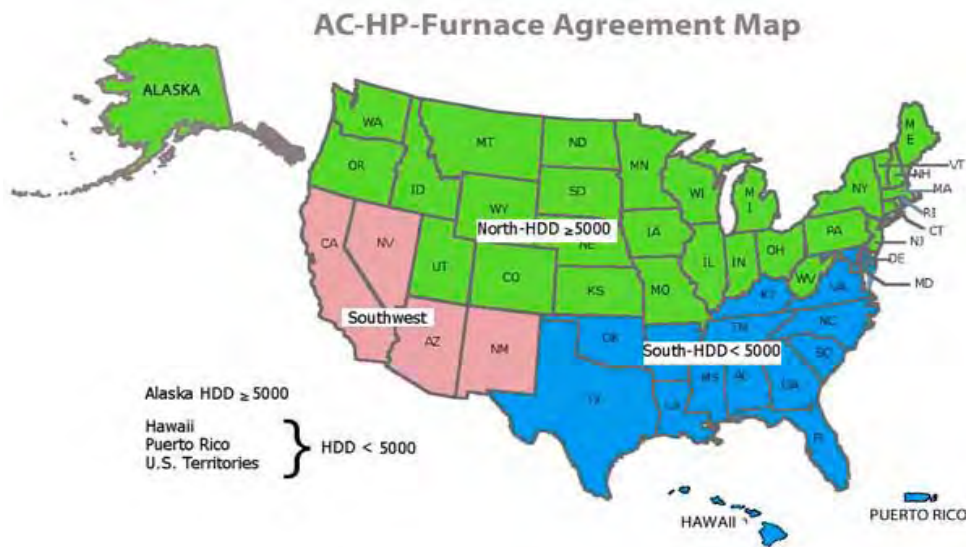 AC-HP-Furnace Agreement Map
ALASKA
WA
MT
ND
MN
OR
ID
WY
SD
WI
M
I
NY
M
E
VT
NH
MA
RI
CT
NJ
DE
MD
North-HDD ≥5000
NE
IA
PA
CA
NV
UT
CO
KS
MO
IL
IN
OH
WV
VA
KY
Southwest
AZ
NM
OK
TN
NC
South-HDD < 5000
SC
MS
AL
GA
TX
LA
FL
Alaska HDD ≥ 5000
Hawaii
Puerto Rico
U.S. Territories
HDD < 5000
HAWAII
PUERTO RICO